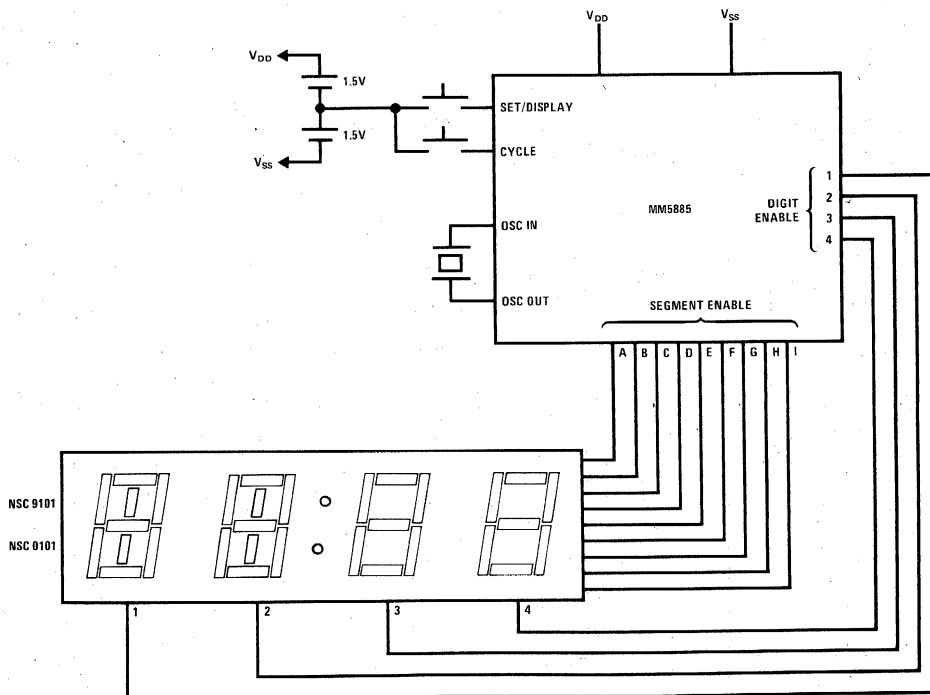 VDD
VSS
VDD
1.5V
1.5V
VSS
SET/DISPLAY
CYCLE
OSC IN
OSC OUT
MM5885
DIGIT
ENABLE
1
2
3
4
SEGMENT ENABLE
A B C D E F G H I
NSC 9101
NSC 0101
1 2 3 4